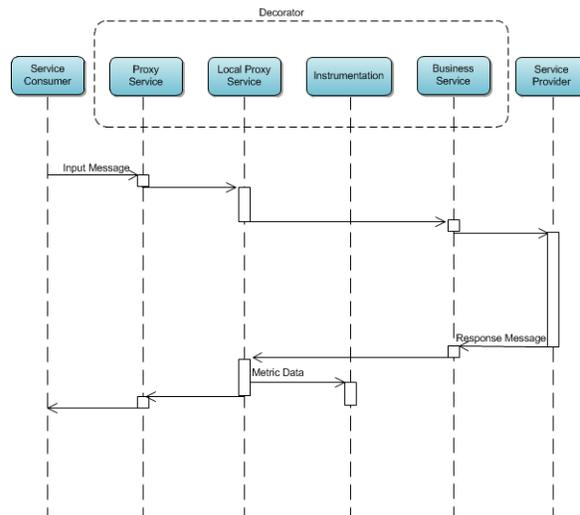 Decorator
Service
Consumer
Proxy
Service
Local Proxy
Service
Instrumentation
Business
Service
Service
Provider
Input Message
Response Message
Metric Data